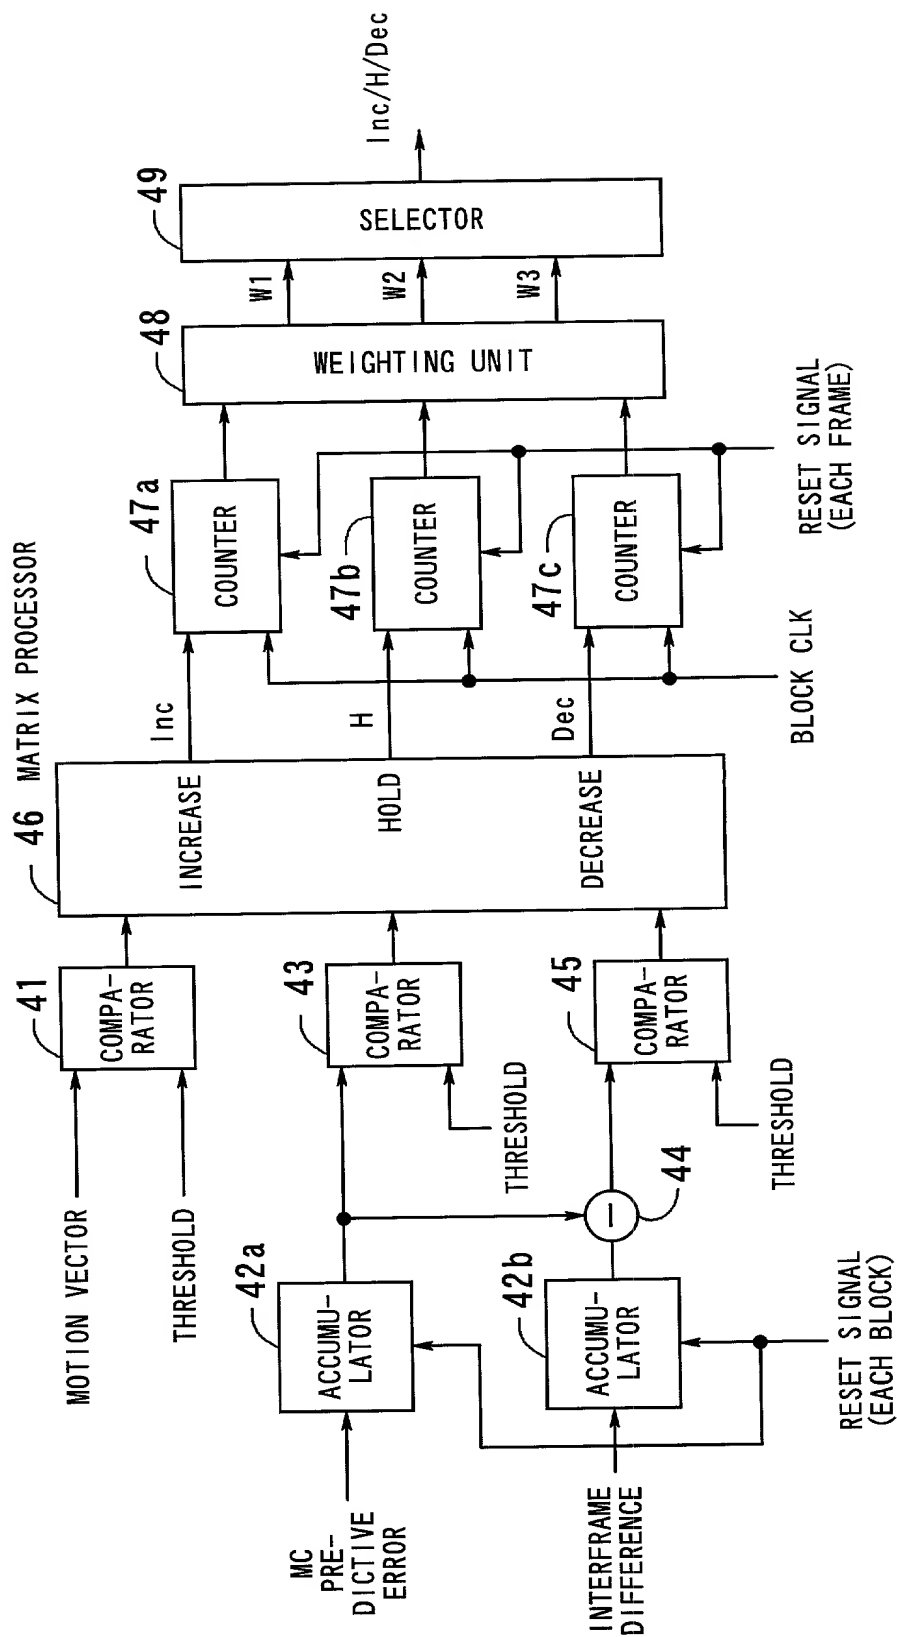 MOTION VECTOR
THRESHOLD
41
COMPA-
RATOR
46 MATRIX PROCESSOR
INCREASE
HOLD
DECREASE
Inc
H
Dec
MC
PRE-
DICTIVE
ERROR
42a
ACCUMU-
LATOR
43
COMPA-
RATOR
THRESHOLD
INTERFRAME
DIFFERENCE
42b
ACCUMU-
LATOR
44
45
COMPA-
RATOR
THRESHOLD
RESET SIGNAL
(EACH BLOCK)
47a
COUNTER
47b
COUNTER
47c
COUNTER
BLOCK CLK
RESET SIGNAL
(EACH FRAME)
48
WEIGHTING UNIT
W1
W2
W3
49
SELECTOR
Inc/H/Dec